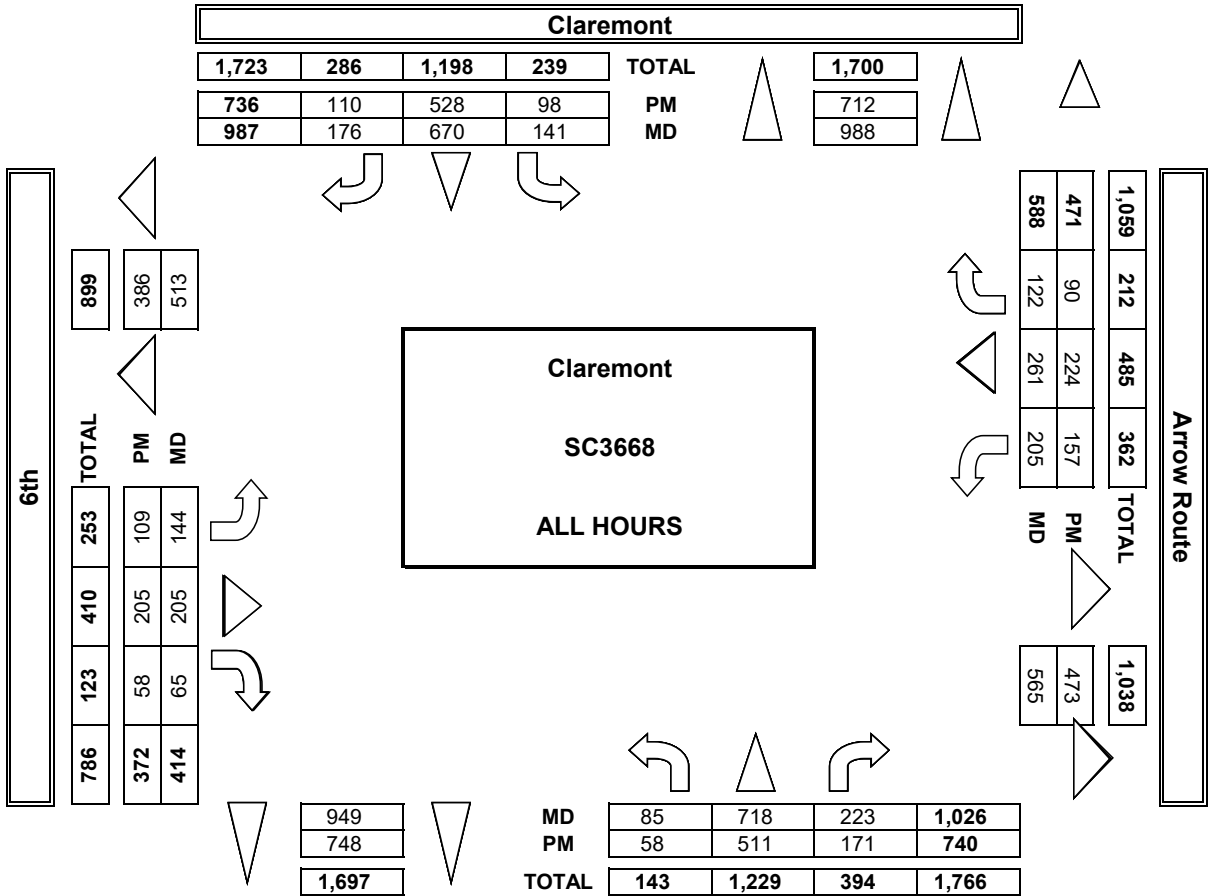 Claremont
1,723 286 1,198 239 TOTAL 1,700
736 110 528 98 PM 712
987 176 670 141 MD 988
6th
899 386 513
TOTAL PM MD
253 109 144
410 205 205
123 58 65
786 372 414
Claremont
SC3668
ALL HOURS
588 471 1,059
122 90 212
261 224 485
205 157 362
MD PM TOTAL
565 473 1,038
Arrow Route
949 MD 85 718 223 1,026
748 PM 58 511 171 740
1,697 TOTAL 143 1,229 394 1,766